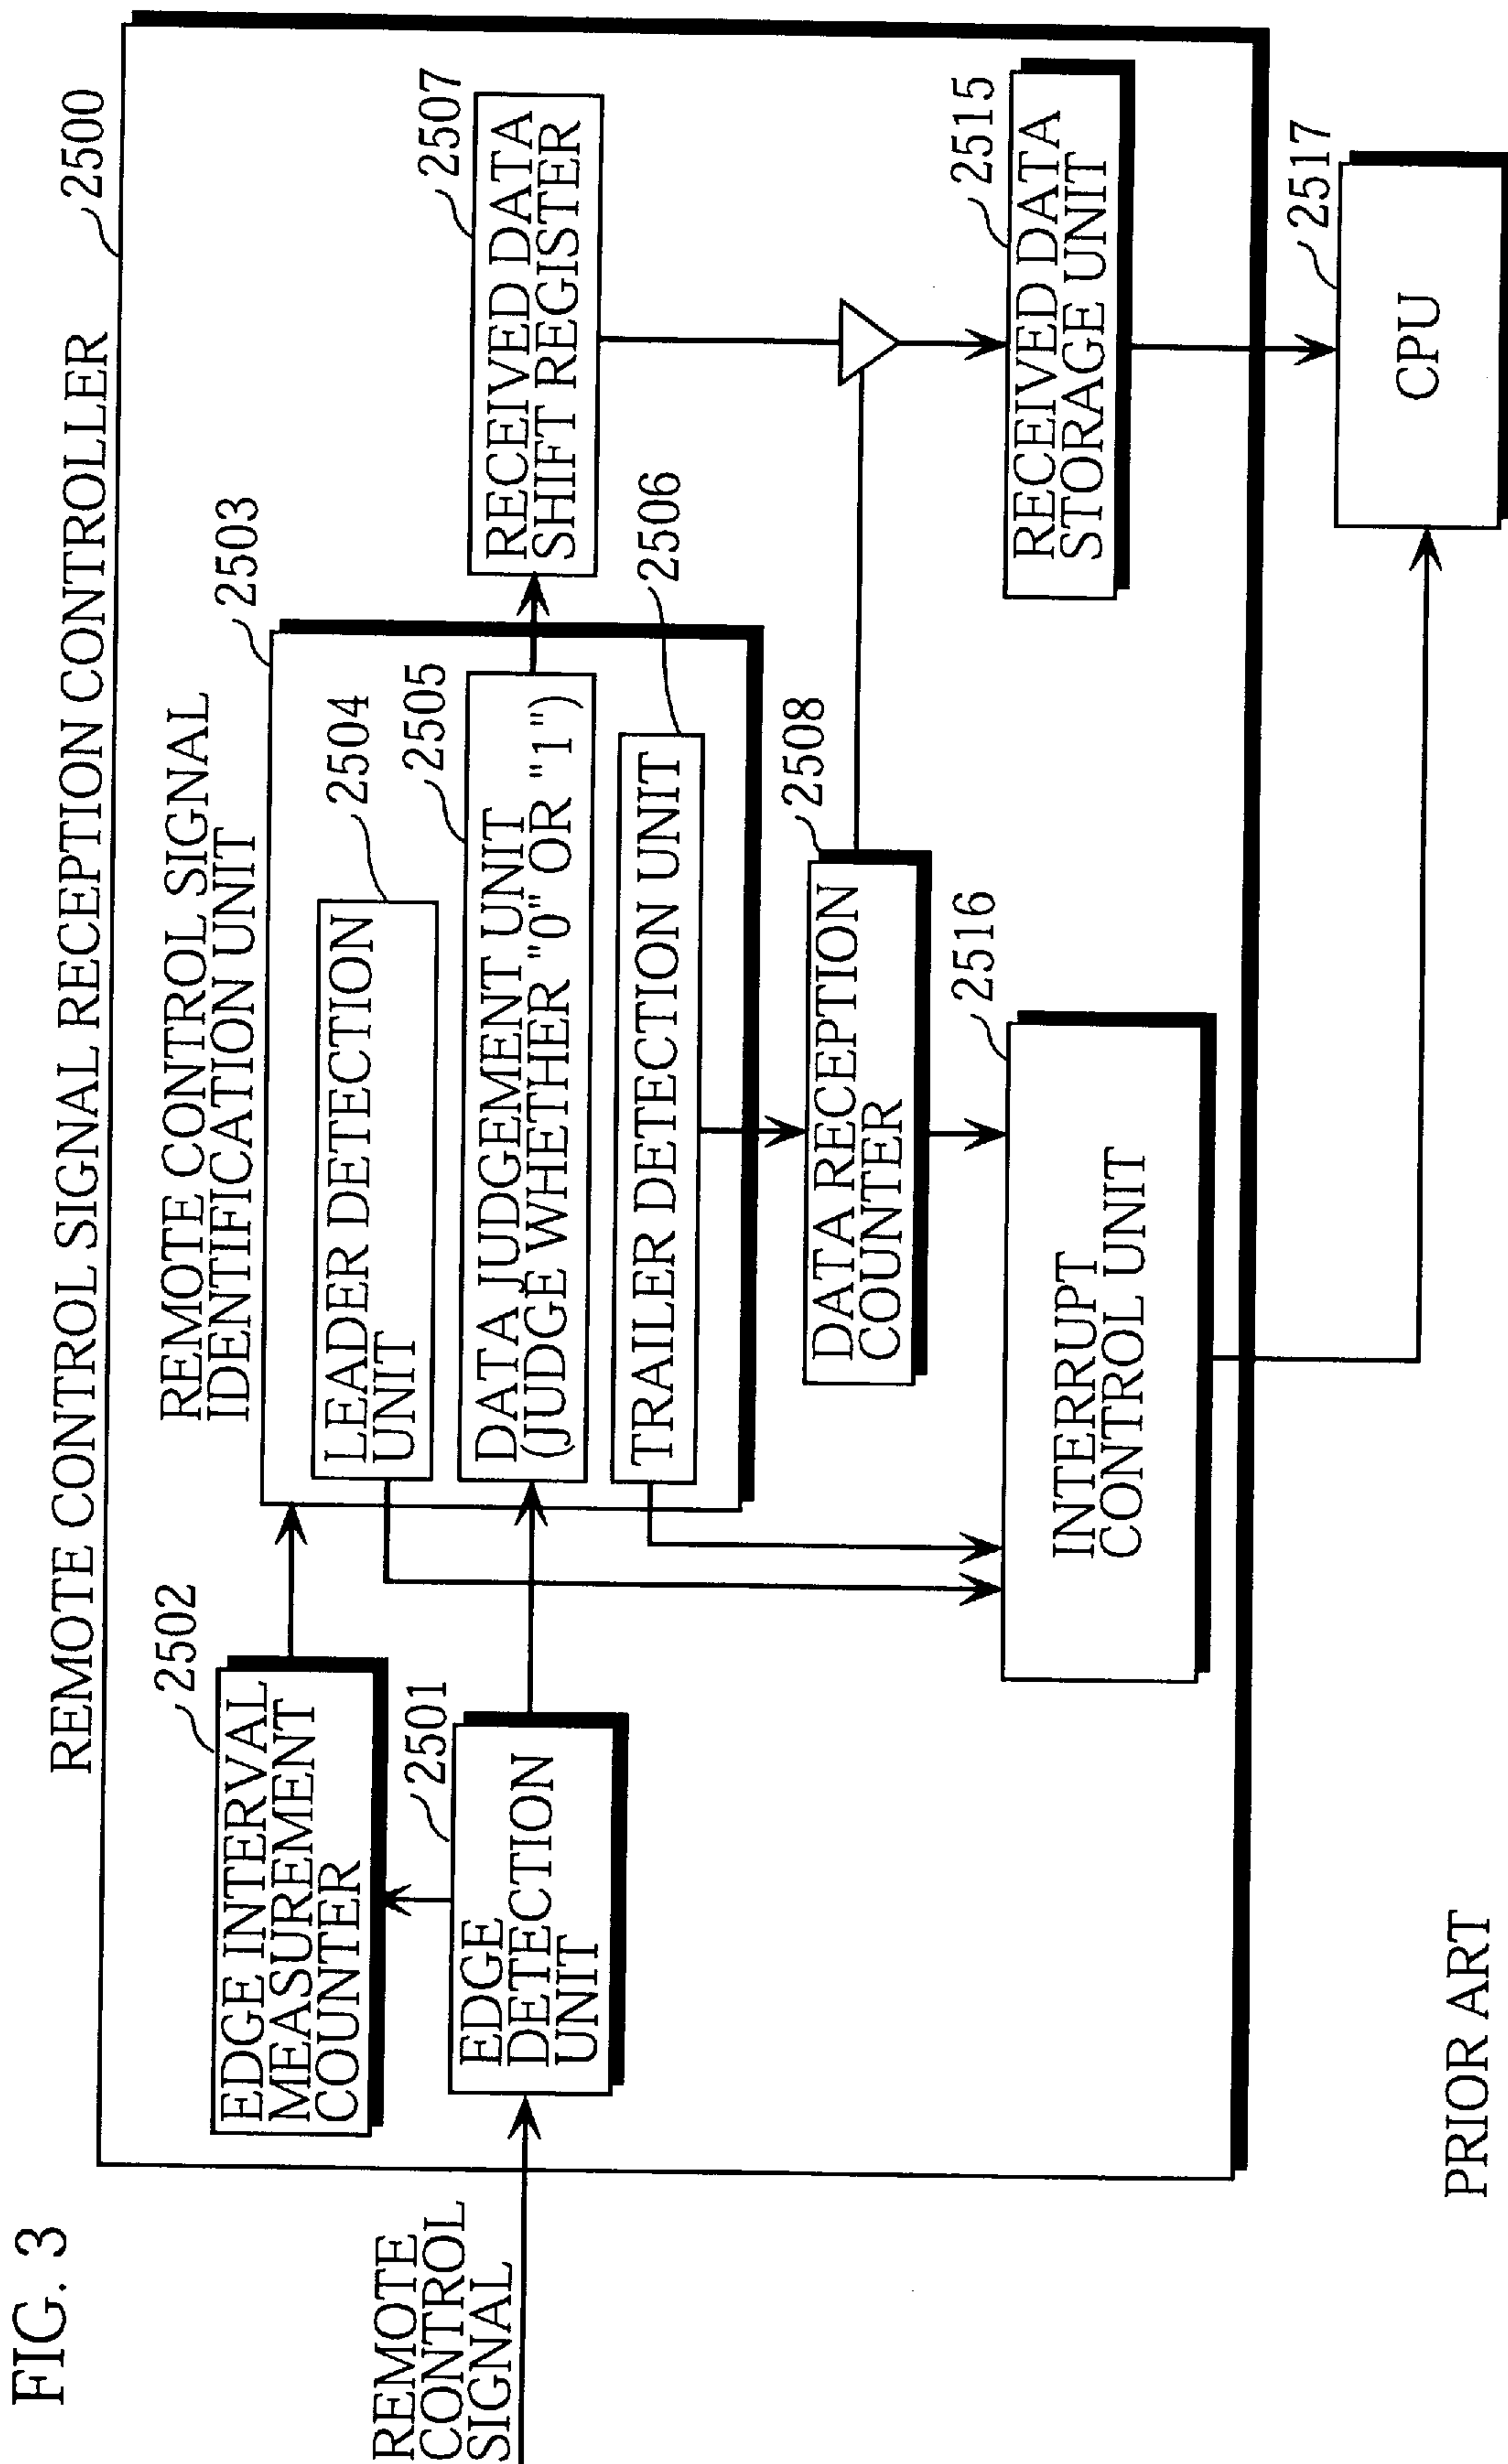 FIG. 3
REMOTE CONTROL SIGNAL RECEPTION CONTROLLER
2500
REMOTE CONTROL SIGNAL
IDENTIFICATION UNIT
2503
2502
EDGE INTERVAL
MEASUREMENT
COUNTER
LEADER DETECTION
UNIT
2504
2501
EDGE
DETECTION
UNIT
REMOTE
CONTROL
SIGNAL
2505
DATA JUDGEMENT UNIT
(JUDGE WHETHER "0" OR "1")
2507
RECEIVED DATA
SHIFT REGISTER
TRAILER DETECTION UNIT
2506
2508
DATA RECEPTION
COUNTER
2516
INTERRUPT
CONTROL UNIT
2515
RECEIVED DATA
STORAGE UNIT
2517
CPU
PRIOR ART